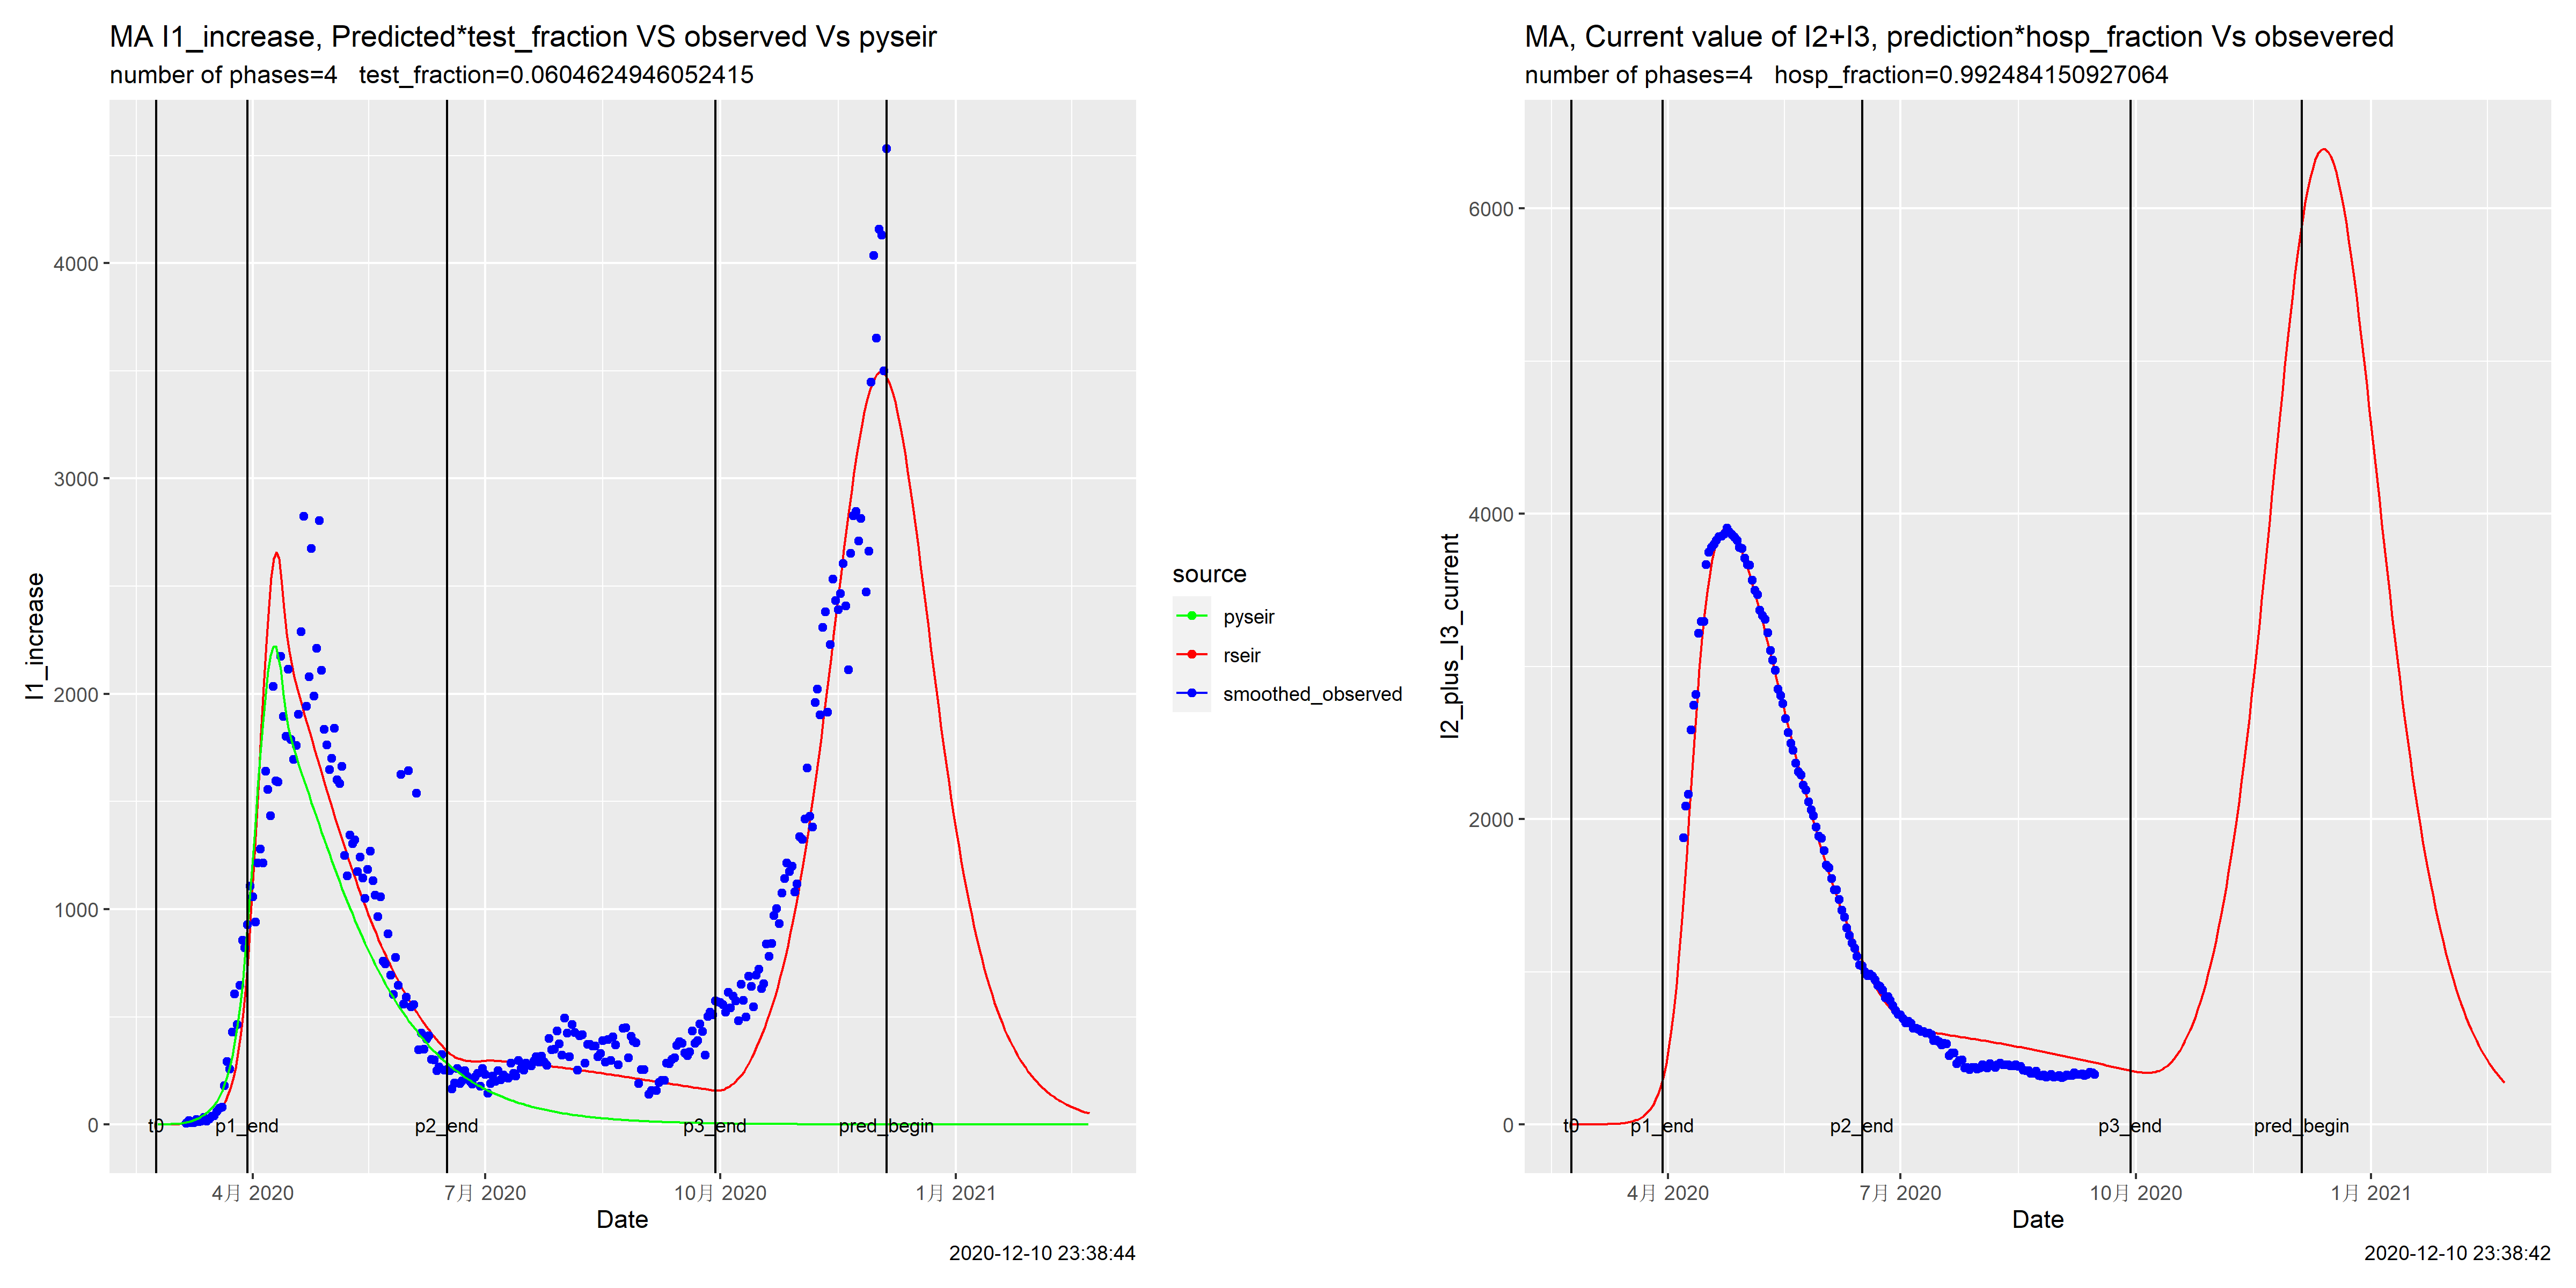 MA I1_increase, Predicted*test_fraction VS observed Vs pyseir
number of phases=4 test_fraction=0.0604624946052415
I1_increase
4000
3000
2000
1000
0
t0 p1_end p2_end p3_end pred_begin
4月 2020 7月 2020 10月 2020 1月 2021
Date
2020-12-10 23:38:44
source
pyseir
rseir
smoothed_observed
MA, Current value of I2+I3, prediction*hosp_fraction Vs obsevered
number of phases=4 hosp_fraction=0.992484150927064
I2_plus_I3_current
6000
4000
2000
0
t0 p1_end p2_end p3_end pred_begin
4月 2020 7月 2020 10月 2020 1月 2021
Date
2020-12-10 23:38:42